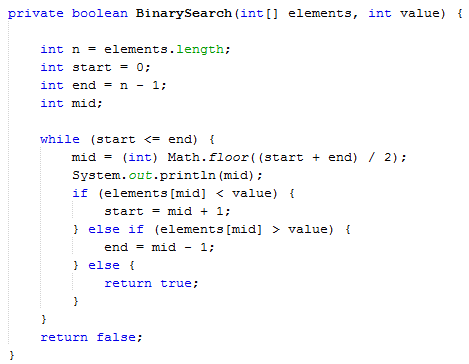 private boolean BinarySearch(int[] elements, int value) {
int n = elements.length;
int start = 0;
int end = n - 1;
int mid;
while (start <= end) {
mid = (int) Math.floor((start + end) / 2);
System.out.println(mid);
if (elements[mid] < value) {
start = mid + 1;
} else if (elements[mid] > value) {
end = mid - 1;
} else {
return true;
}
}
return false;
}